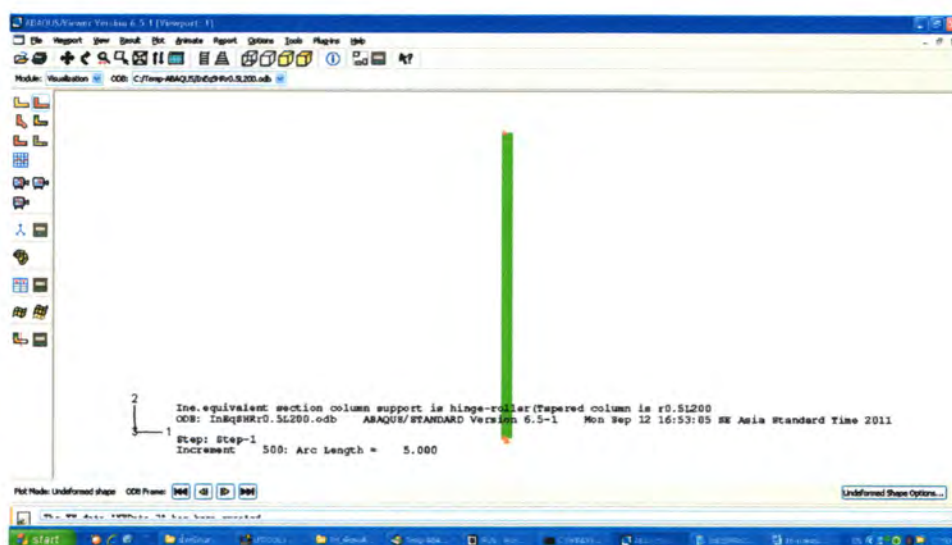 ABAQUS/Viewer Version 6.5-1 [Viewport: 1]
File Viewport View Result Plot Animate Report Options Tools Plug-ins Help
Module: Visualization ODB: C:/Temp-ABAQUS/InEqSHRr0.5L200.odb
2
3 1
Ine.equivalent section column support is hinge-roller(Tapered column is r0.5L200
ODB: InEqSHRr0.5L200.odb ABAQUS/STANDARD Version 6.5-1 Mon Sep 12 16:53:05 SE Asia Standard Time 2011
Step: Step-1
Increment 500: Arc Length = 5.000
Plot Mode: Undeformed shape ODB Frame: Undeformed Shape Options...
start